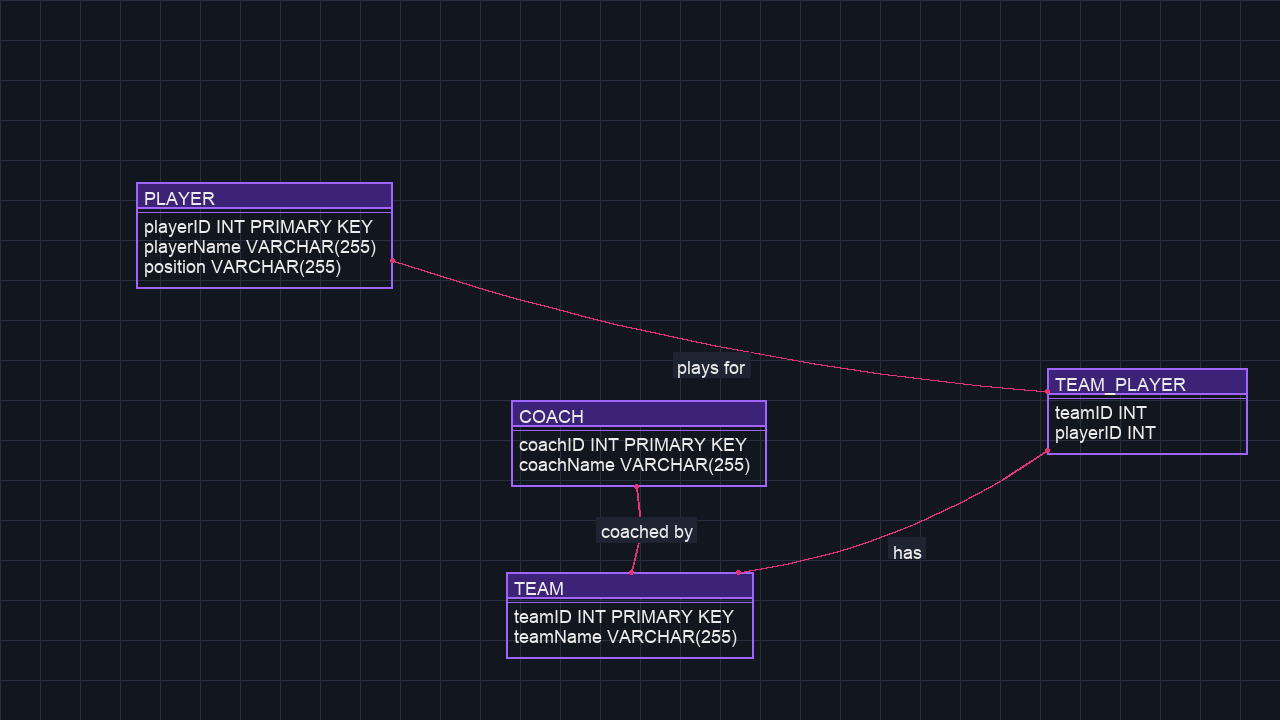 PLAYER
playerID INT PRIMARY KEY
playerName VARCHAR(255)
position VARCHAR(255)
plays for
TEAM_PLAYER
teamID INT
playerID INT
COACH
coachID INT PRIMARY KEY
coachName VARCHAR(255)
coached by
has
TEAM
teamID INT PRIMARY KEY
teamName VARCHAR(255)